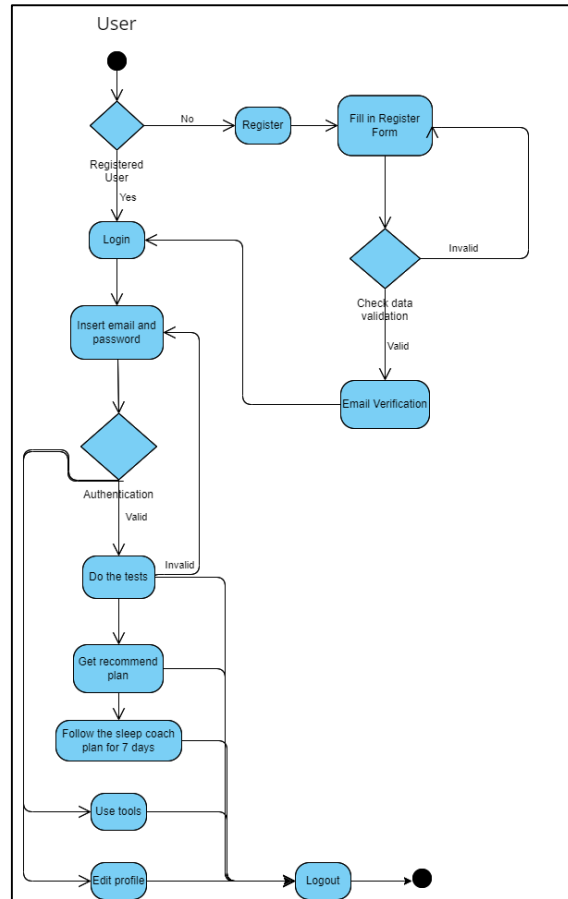 User
No
Register
Fill in Register
Form
Registered
User
Yes
Login
Invalid
Check data
validation
Insert email and
password
Valid
Email Verification
Authentication
Valid
Invalid
Do the tests
Get recommend
plan
Follow the sleep coach
plan for 7 days
Use tools
Edit profile
Logout